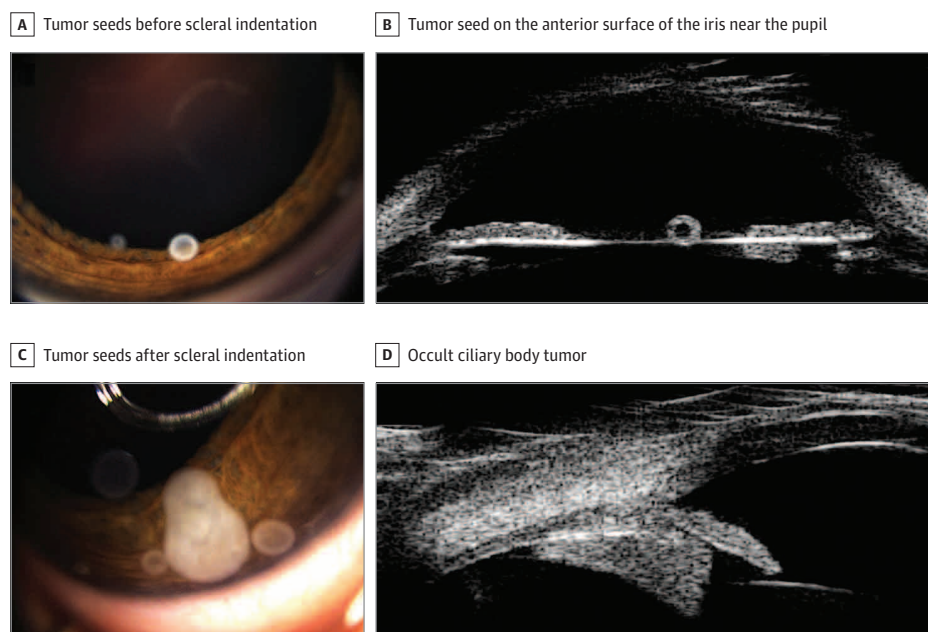 A Tumor seeds before scleral indentation
B Tumor seed on the anterior surface of the iris near the pupil
C Tumor seeds after scleral indentation
D Occult ciliary body tumor